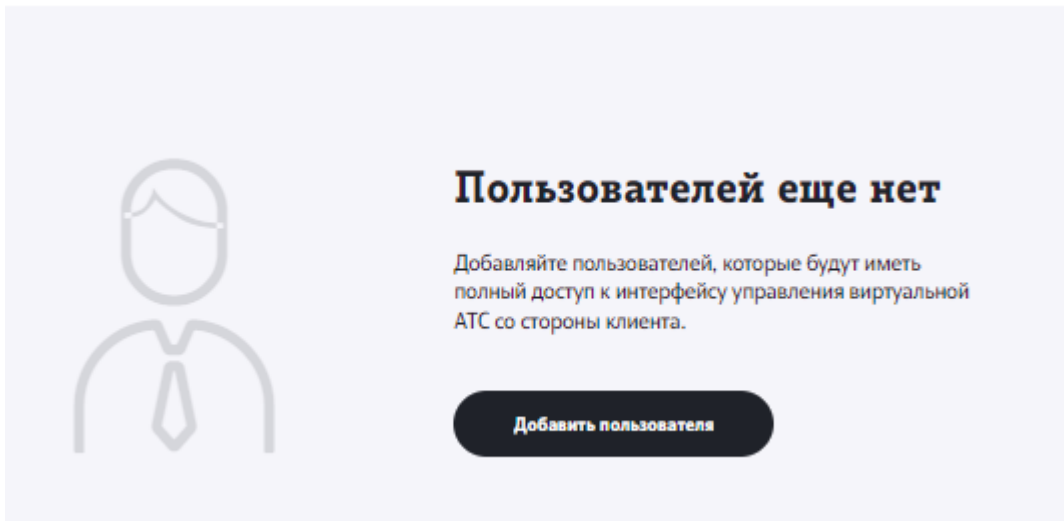 Пользователей еще нет
Добавляйте пользователей, которые будут иметь
полный доступ к интерфейсу управления виртуальной
АТС со стороны клиента.
Добавить пользователя